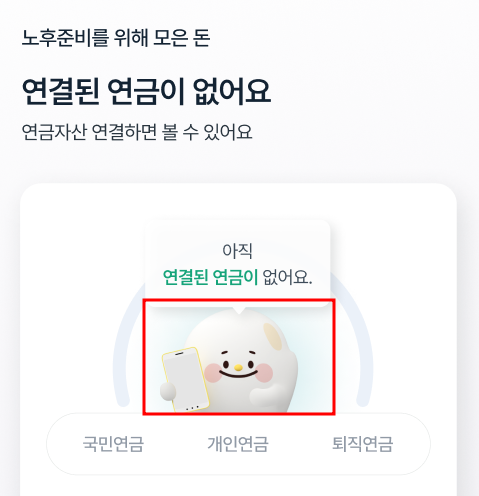 노후준비를 위해 모은 돈
연결된 연금이 없어요
연금자산 연결하면 볼 수 있어요
아직
연결된 연금이 없어요.
국민연금 개인연금 퇴직연금